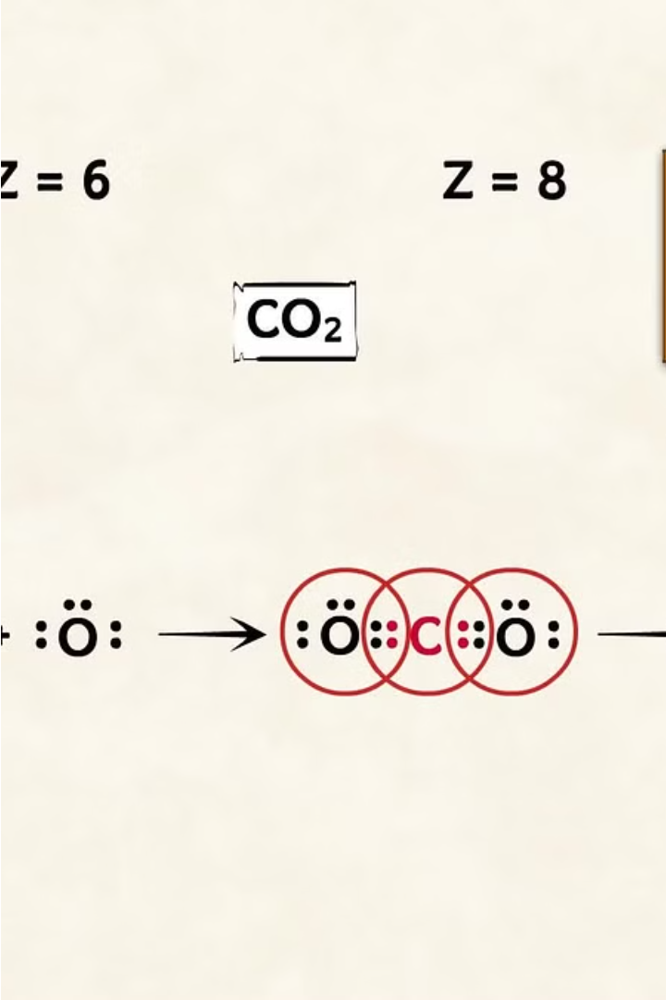 Z = 6
Z = 8
CO₂
+ :Ö: → :Ö::C::Ö: —